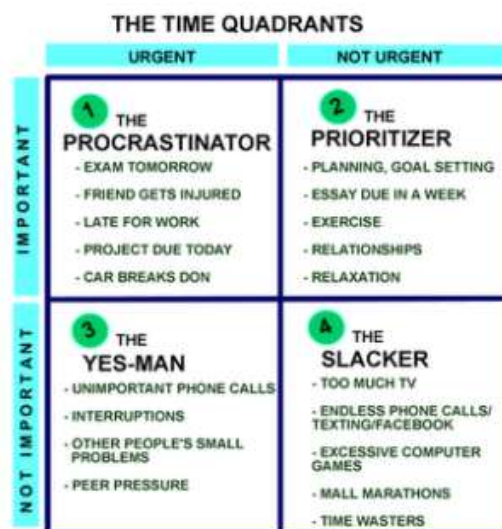 THE TIME QUADRANTS
URGENT
NOT URGENT
IMPORTANT
1 THE
PROCRASTINATOR
- EXAM TOMORROW
- FRIEND GETS INJURED
- LATE FOR WORK
- PROJECT DUE TODAY
- CAR BREAKS DON
2 THE
PRIORITIZER
- PLANNING, GOAL SETTING
- ESSAY DUE IN A WEEK
- EXERCISE
- RELATIONSHIPS
- RELAXATION
NOT IMPORTANT
3 THE
YES-MAN
- UNIMPORTANT PHONE CALLS
- INTERRUPTIONS
- OTHER PEOPLE'S SMALL
PROBLEMS
- PEER PRESSURE
4 THE
SLACKER
- TOO MUCH TV
- ENDLESS PHONE CALLS/
TEXTING/FACEBOOK
- EXCESSIVE COMPUTER
GAMES
- MALL MARATHONS
- TIME WASTERS